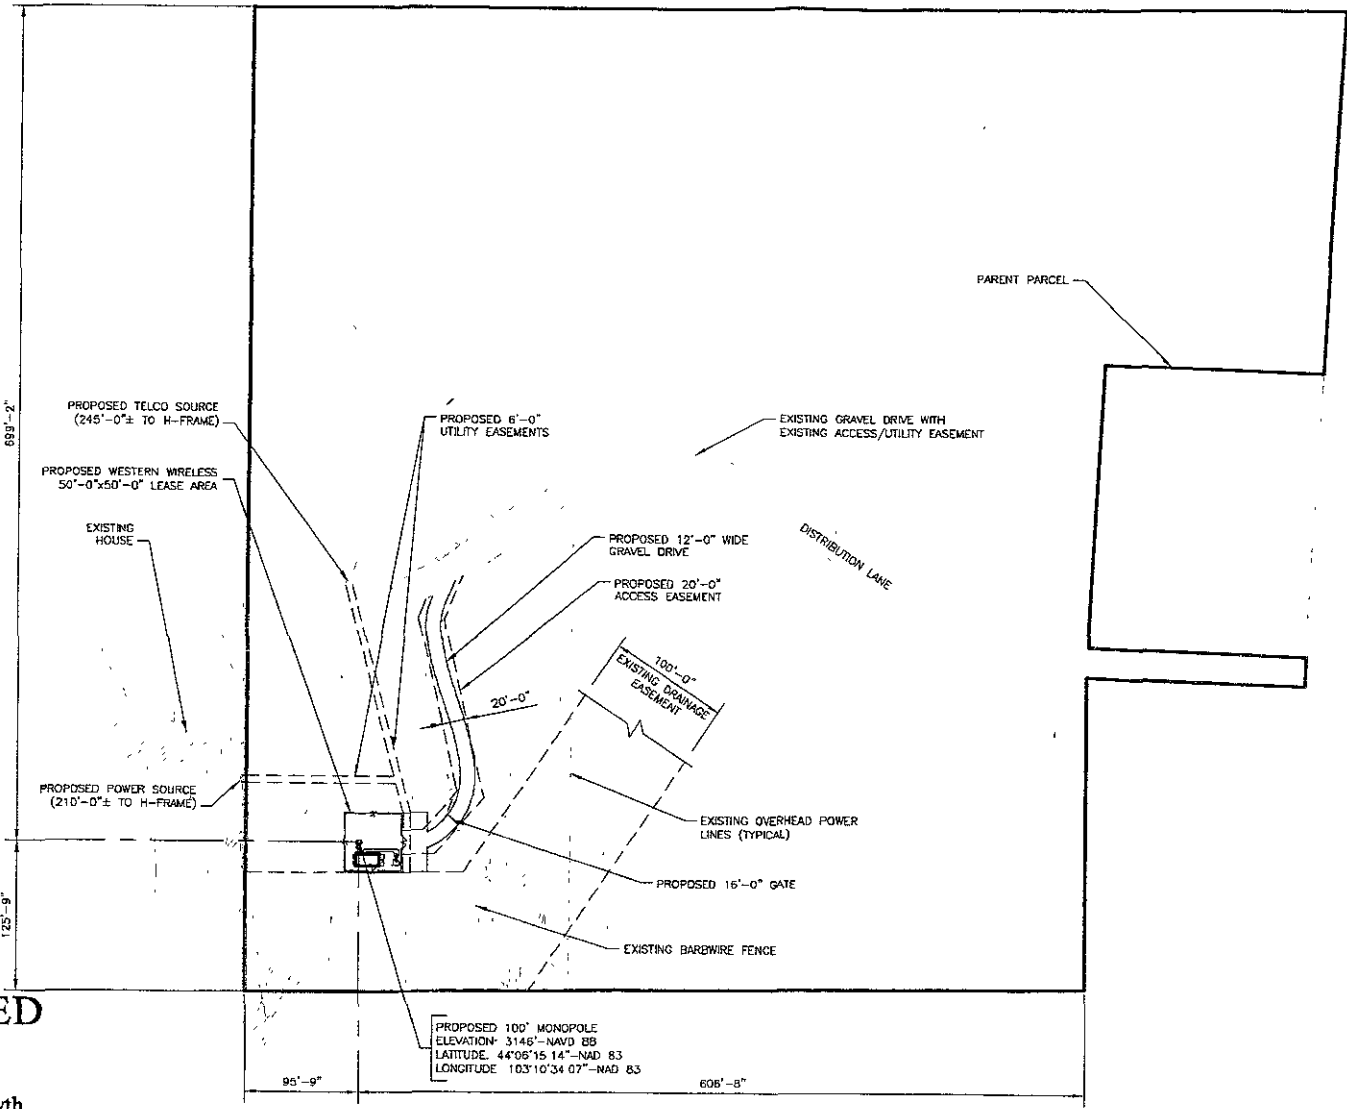 PARENT PARCEL
699'-2"
PROPOSED TELCO SOURCE
(245'-0"± TO H-FRAME)
PROPOSED 6'-0"
UTILITY EASEMENTS
EXISTING GRAVEL DRIVE WITH
EXISTING ACCESS/UTILITY EASEMENT
PROPOSED WESTERN WIRELESS
50'-0"x50'-0" LEASE AREA
EXISTING
HOUSE
PROPOSED 12'-0" WIDE
GRAVEL DRIVE
DISTRIBUTION LANE
PROPOSED 20'-0"
ACCESS EASEMENT
100'-0"
EXISTING DRAINAGE
EASEMENT
20'-0"
PROPOSED POWER SOURCE
(210'-0"± TO H-FRAME)
EXISTING OVERHEAD POWER
LINES (TYPICAL)
PROPOSED 16'-0" GATE
125'-9"
EXISTING BARBWIRE FENCE
ED
PROPOSED 100' MONOPOLE
ELEVATION- 3146'-NAVD 88
LATITUDE. 44°06'15 14"-NAD 83
LONGITUDE 103°10'34 07"-NAD 83
95'-9"
606'-8"